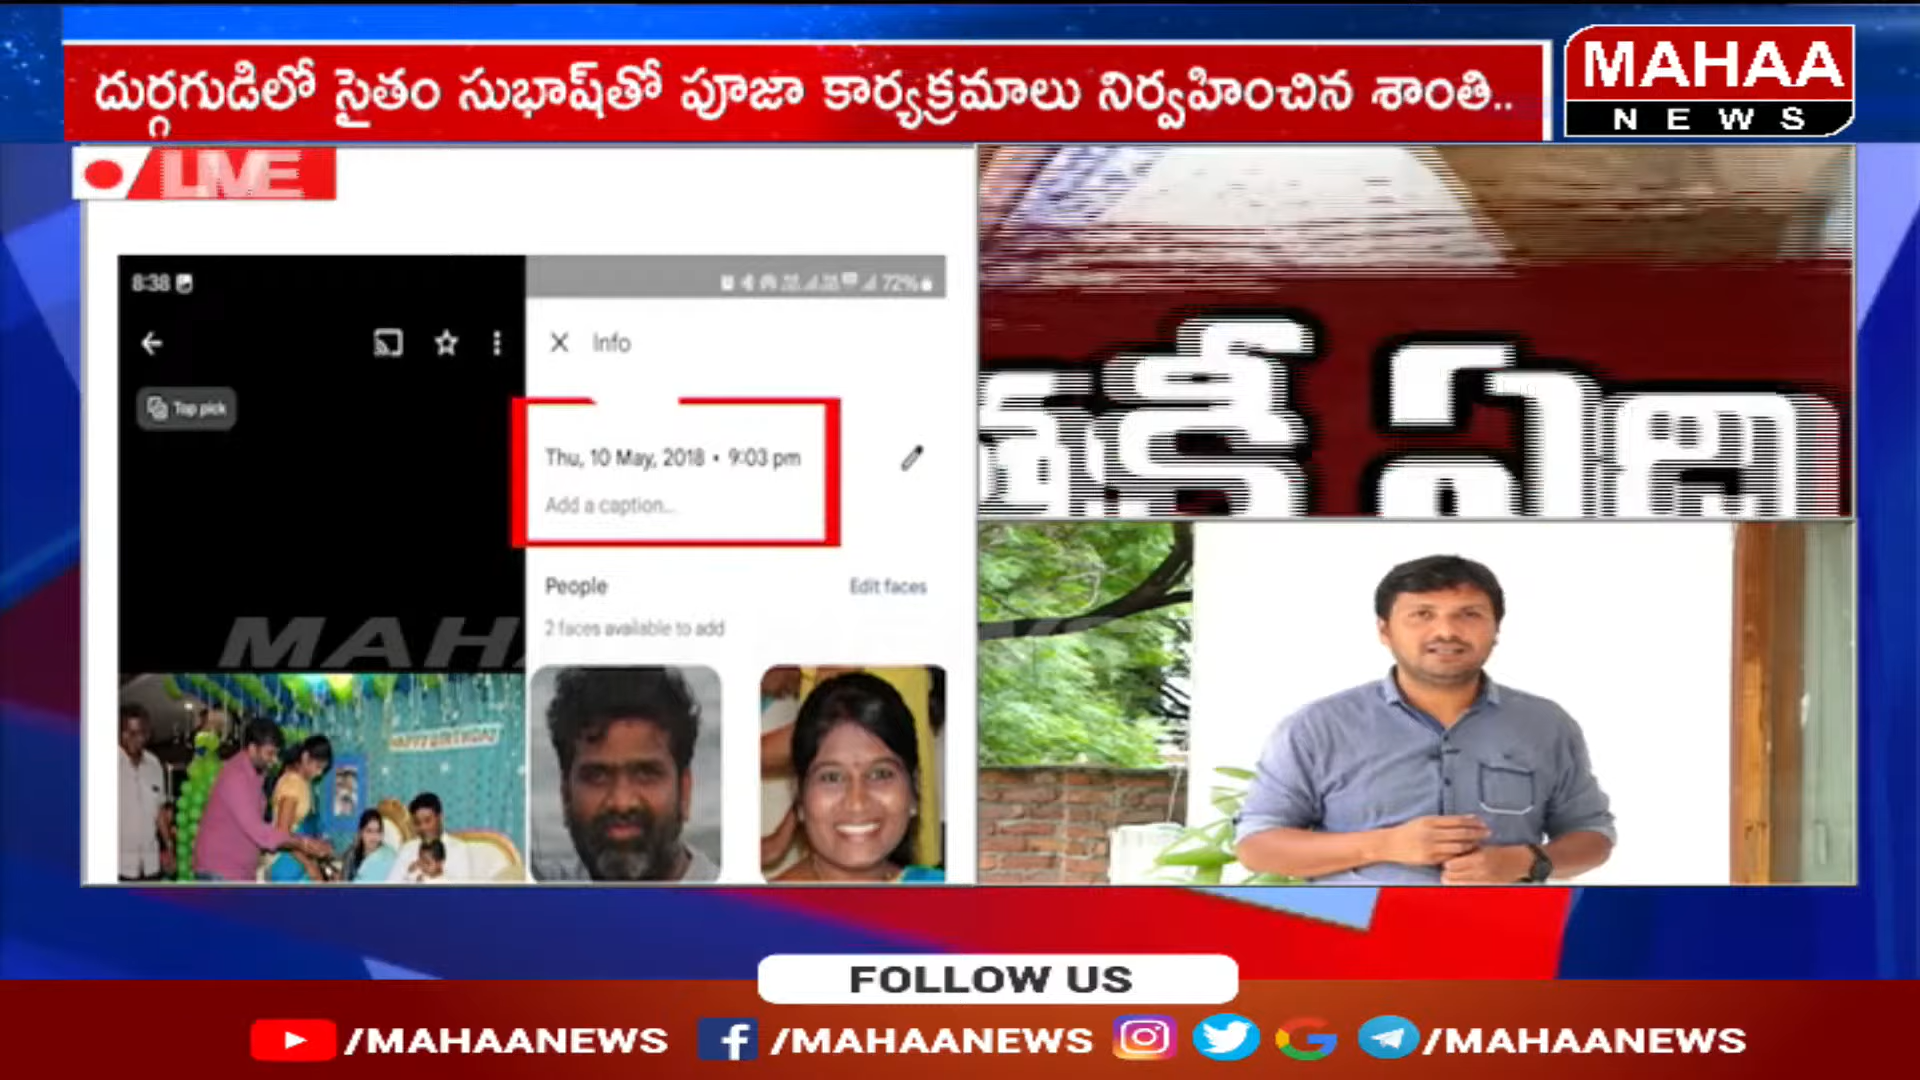 దుర్గగుడిలో సైతం సుభాష్‌తో పూజా కార్యక్రమాలు నిర్వహించిన శాంతి..
MAHAA
NEWS
LIVE
8:38
72%
Info
Top pick
Thu, 10 May, 2018 • 9:03 pm
Add a caption...
People
Edit faces
2 faces available to add
FOLLOW US
/MAHAANEWS
/MAHAANEWS
/MAHAANEWS